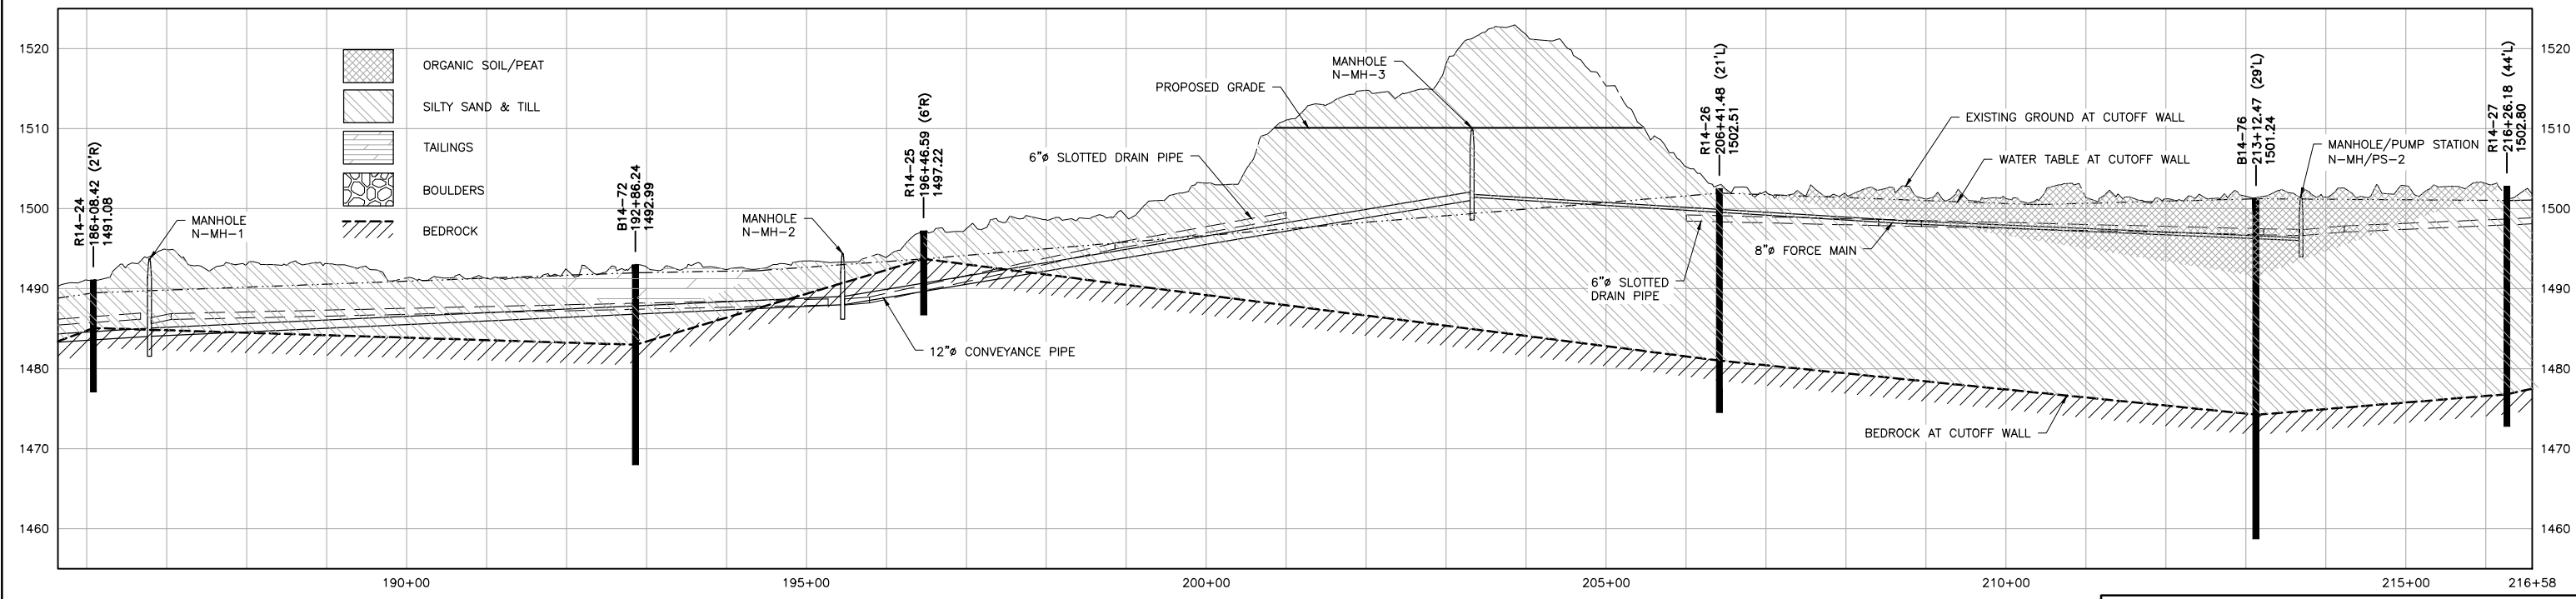 1520
1510
1500
1490
1480
1470
1460
ORGANIC SOIL/PEAT
SILTY SAND & TILL
TAILINGS
BOULDERS
BEDROCK
R14-24
186+08.42 (2'R)
1491.08
MANHOLE
N-MH-1
B14-72
192+86.24
1492.99
MANHOLE
N-MH-2
R14-25
196+46.59 (6'R)
1497.22
12"ø CONVEYANCE PIPE
6"ø SLOTTED DRAIN PIPE
PROPOSED GRADE
MANHOLE
N-MH-3
R14-26
206+41.48 (21'L)
1502.51
6"ø SLOTTED
DRAIN PIPE
8"ø FORCE MAIN
EXISTING GROUND AT CUTOFF WALL
WATER TABLE AT CUTOFF WALL
BEDROCK AT CUTOFF WALL
B14-76
213+12.47 (29'L)
1501.24
MANHOLE/PUMP STATION
N-MH/PS-2
R14-27
216+26.18 (44'L)
1502.80
1520
1510
1500
1490
1480
1470
1460
190+00
195+00
200+00
205+00
210+00
215+00
216+58